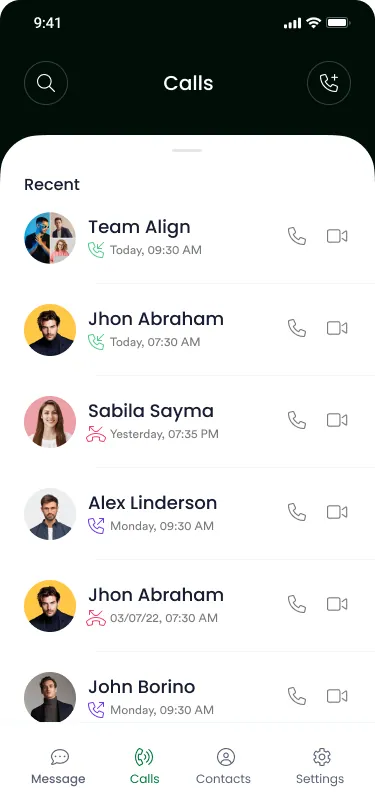 9:41
Calls
Recent
Team Align
Today, 09:30 AM
Jhon Abraham
Today, 07:30 AM
Sabila Sayma
Yesterday, 07:35 PM
Alex Linderson
Monday, 09:30 AM
Jhon Abraham
03/07/22, 07:30 AM
John Borino
Monday, 09:30 AM
Message Calls Contacts Settings